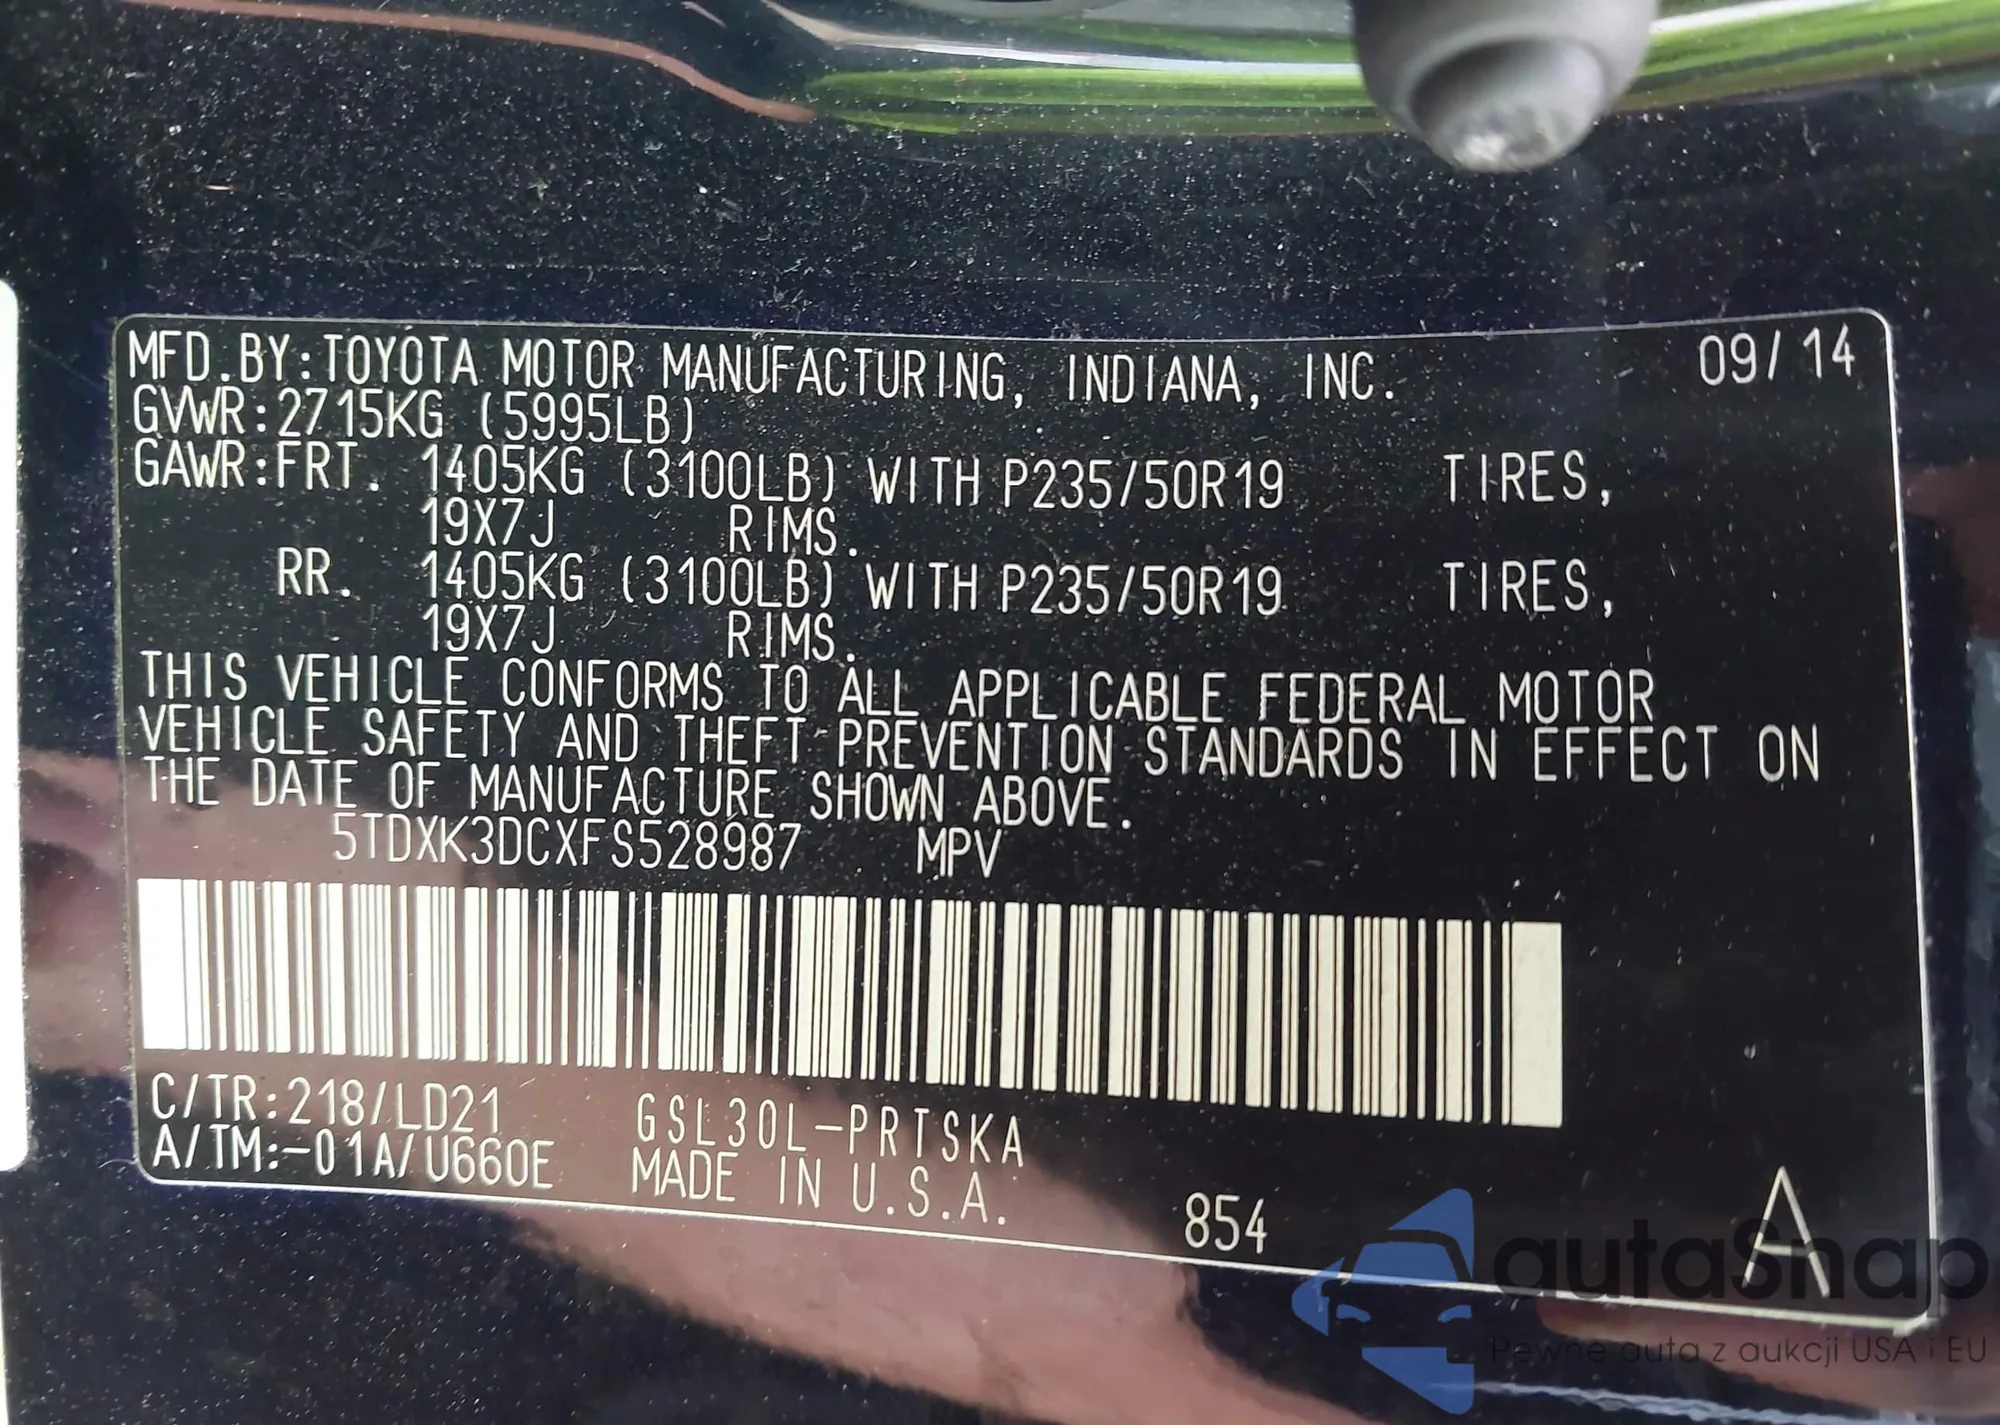 MFD.BY:TOYOTA MOTOR MANUFACTURING, INDIANA, INC. 09/14
GVWR:2715KG (5995LB)
GAWR:FRT. 1405KG (3100LB) WITH P235/50R19 TIRES,
19X7J RIMS.
RR. 1405KG (3100LB) WITH P235/50R19 TIRES,
19X7J RIMS.
THIS VEHICLE CONFORMS TO ALL APPLICABLE FEDERAL MOTOR
VEHICLE SAFETY AND THEFT PREVENTION STANDARDS IN EFFECT ON
THE DATE OF MANUFACTURE SHOWN ABOVE.
5TDXK3DCXFS528987 MPV
C/TR:218/LD21 GSL30L-PRTSKA
A/TM:-01A/U660E MADE IN U.S.A.
854 A
autoSnap
Pewne auta z aukcji USA i EU